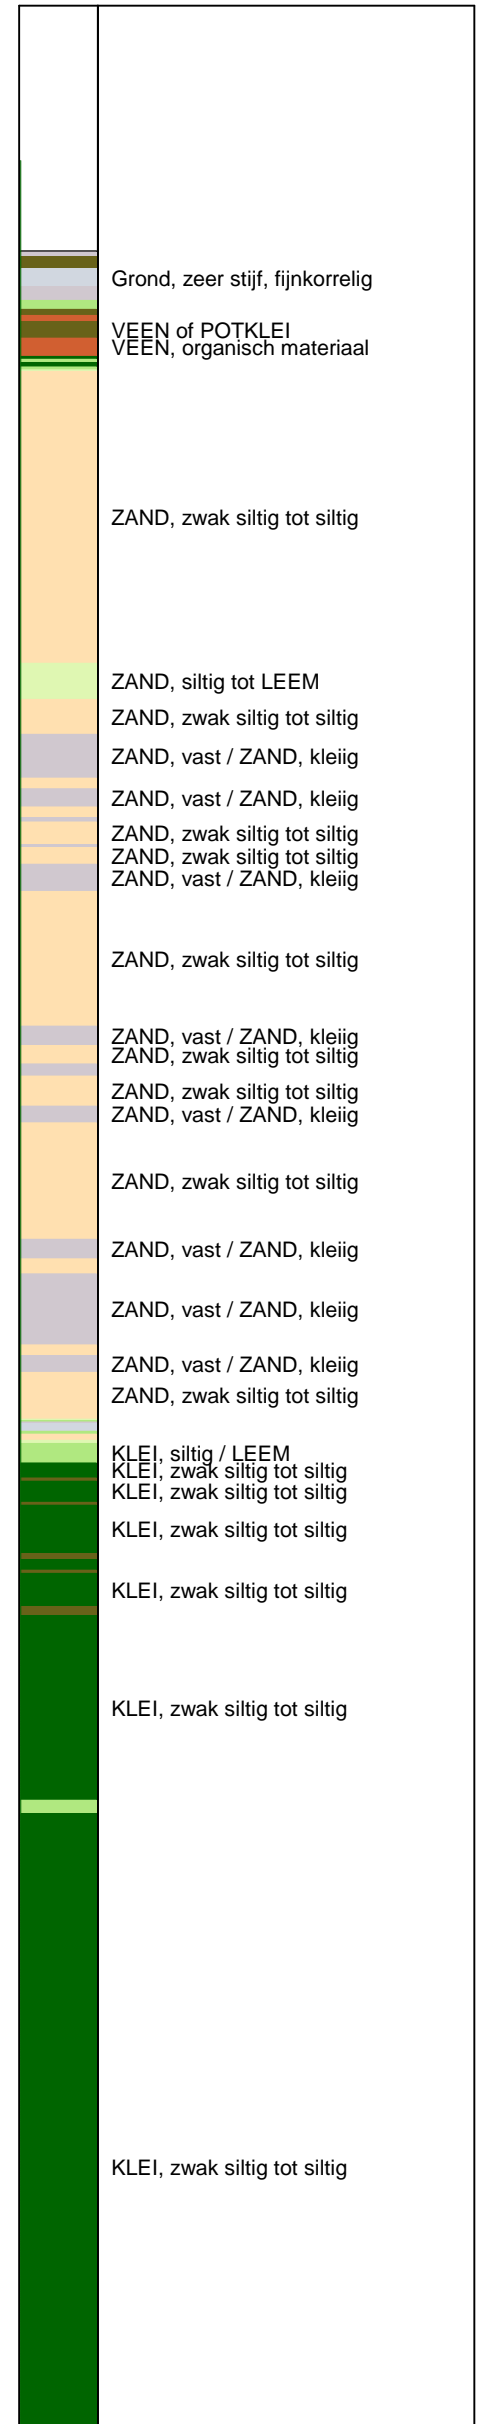 Grond, zeer stijf, fijnkorrelig
VEEN of POTKLEI
VEEN, organisch materiaal
ZAND, zwak siltig tot siltig
ZAND, siltig tot LEEM
ZAND, zwak siltig tot siltig
ZAND, vast / ZAND, kleiig
ZAND, vast / ZAND, kleiig
ZAND, zwak siltig tot siltig
ZAND, zwak siltig tot siltig
ZAND, vast / ZAND, kleiig
ZAND, zwak siltig tot siltig
ZAND, vast / ZAND, kleiig
ZAND, zwak siltig tot siltig
ZAND, zwak siltig tot siltig
ZAND, vast / ZAND, kleiig
ZAND, zwak siltig tot siltig
ZAND, vast / ZAND, kleiig
ZAND, vast / ZAND, kleiig
ZAND, vast / ZAND, kleiig
ZAND, zwak siltig tot siltig
KLEI, siltig / LEEM
KLEI, zwak siltig tot siltig
KLEI, zwak siltig tot siltig
KLEI, zwak siltig tot siltig
KLEI, zwak siltig tot siltig
KLEI, zwak siltig tot siltig
KLEI, zwak siltig tot siltig